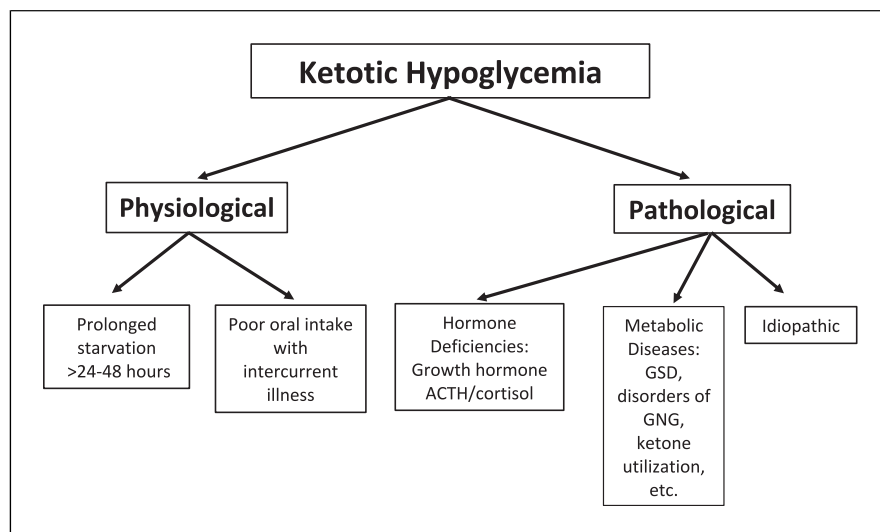 Ketotic Hypoglycemia
Physiological
Pathological
Prolonged
starvation
>24-48 hours
Poor oral intake
with
intercurrent
illness
Hormone
Deficiencies:
Growth hormone
ACTH/cortisol
Metabolic
Diseases:
GSD,
disorders of
GNG,
ketone
utilization,
etc.
Idiopathic